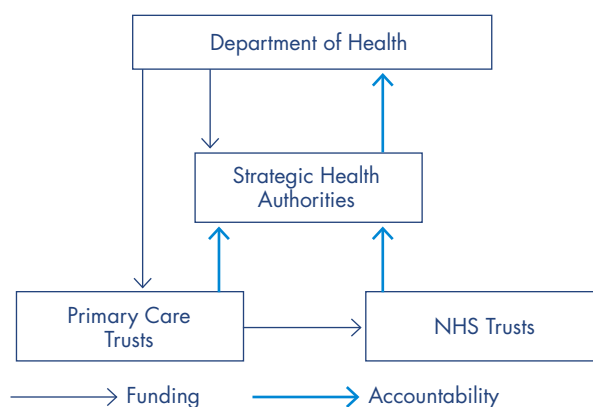 Department of Health
Strategic Health
Authorities
Primary Care
Trusts
NHS Trusts
Funding
Accountability